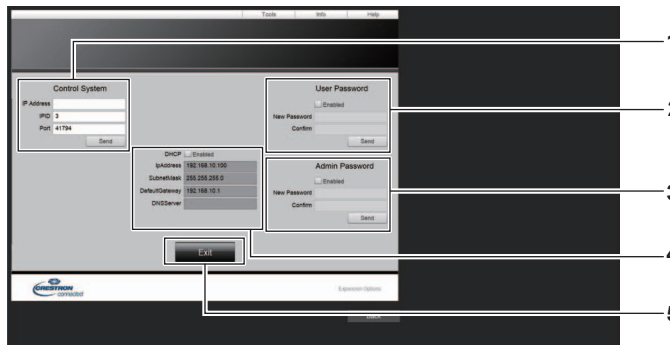 Tools Info Help
1
Control System
IP Address
IPID 3
Port 41794
Send
User Password
Enabled
New Password
Confirm
Send
2
DHCP Enabled
IpAddress 192.168.10.100
SubnetMask 255.255.255.0
DefaultGateway 192.168.10.1
DNSServer
Admin Password
Enabled
New Password
Confirm
Send
3
4
Exit
CRESTRON
connected
Expansion Options
5
Back